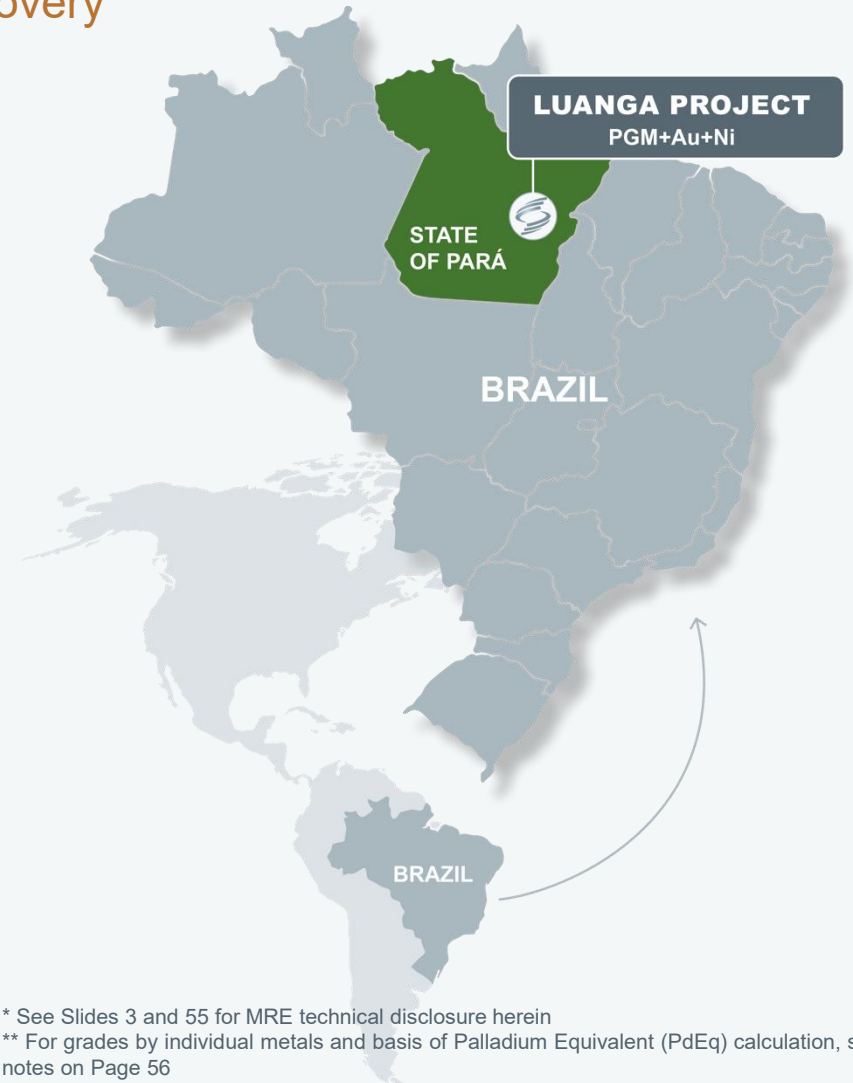 LUANGA PROJECT
PGM+Au+Ni
STATE
OF PARÁ
BRAZIL
BRAZIL
* See Slides 3 and 55 for MRE technical disclosure herein
** For grades by individual metals and basis of Palladium Equivalent (PdEq) calculation,
notes on Page 56